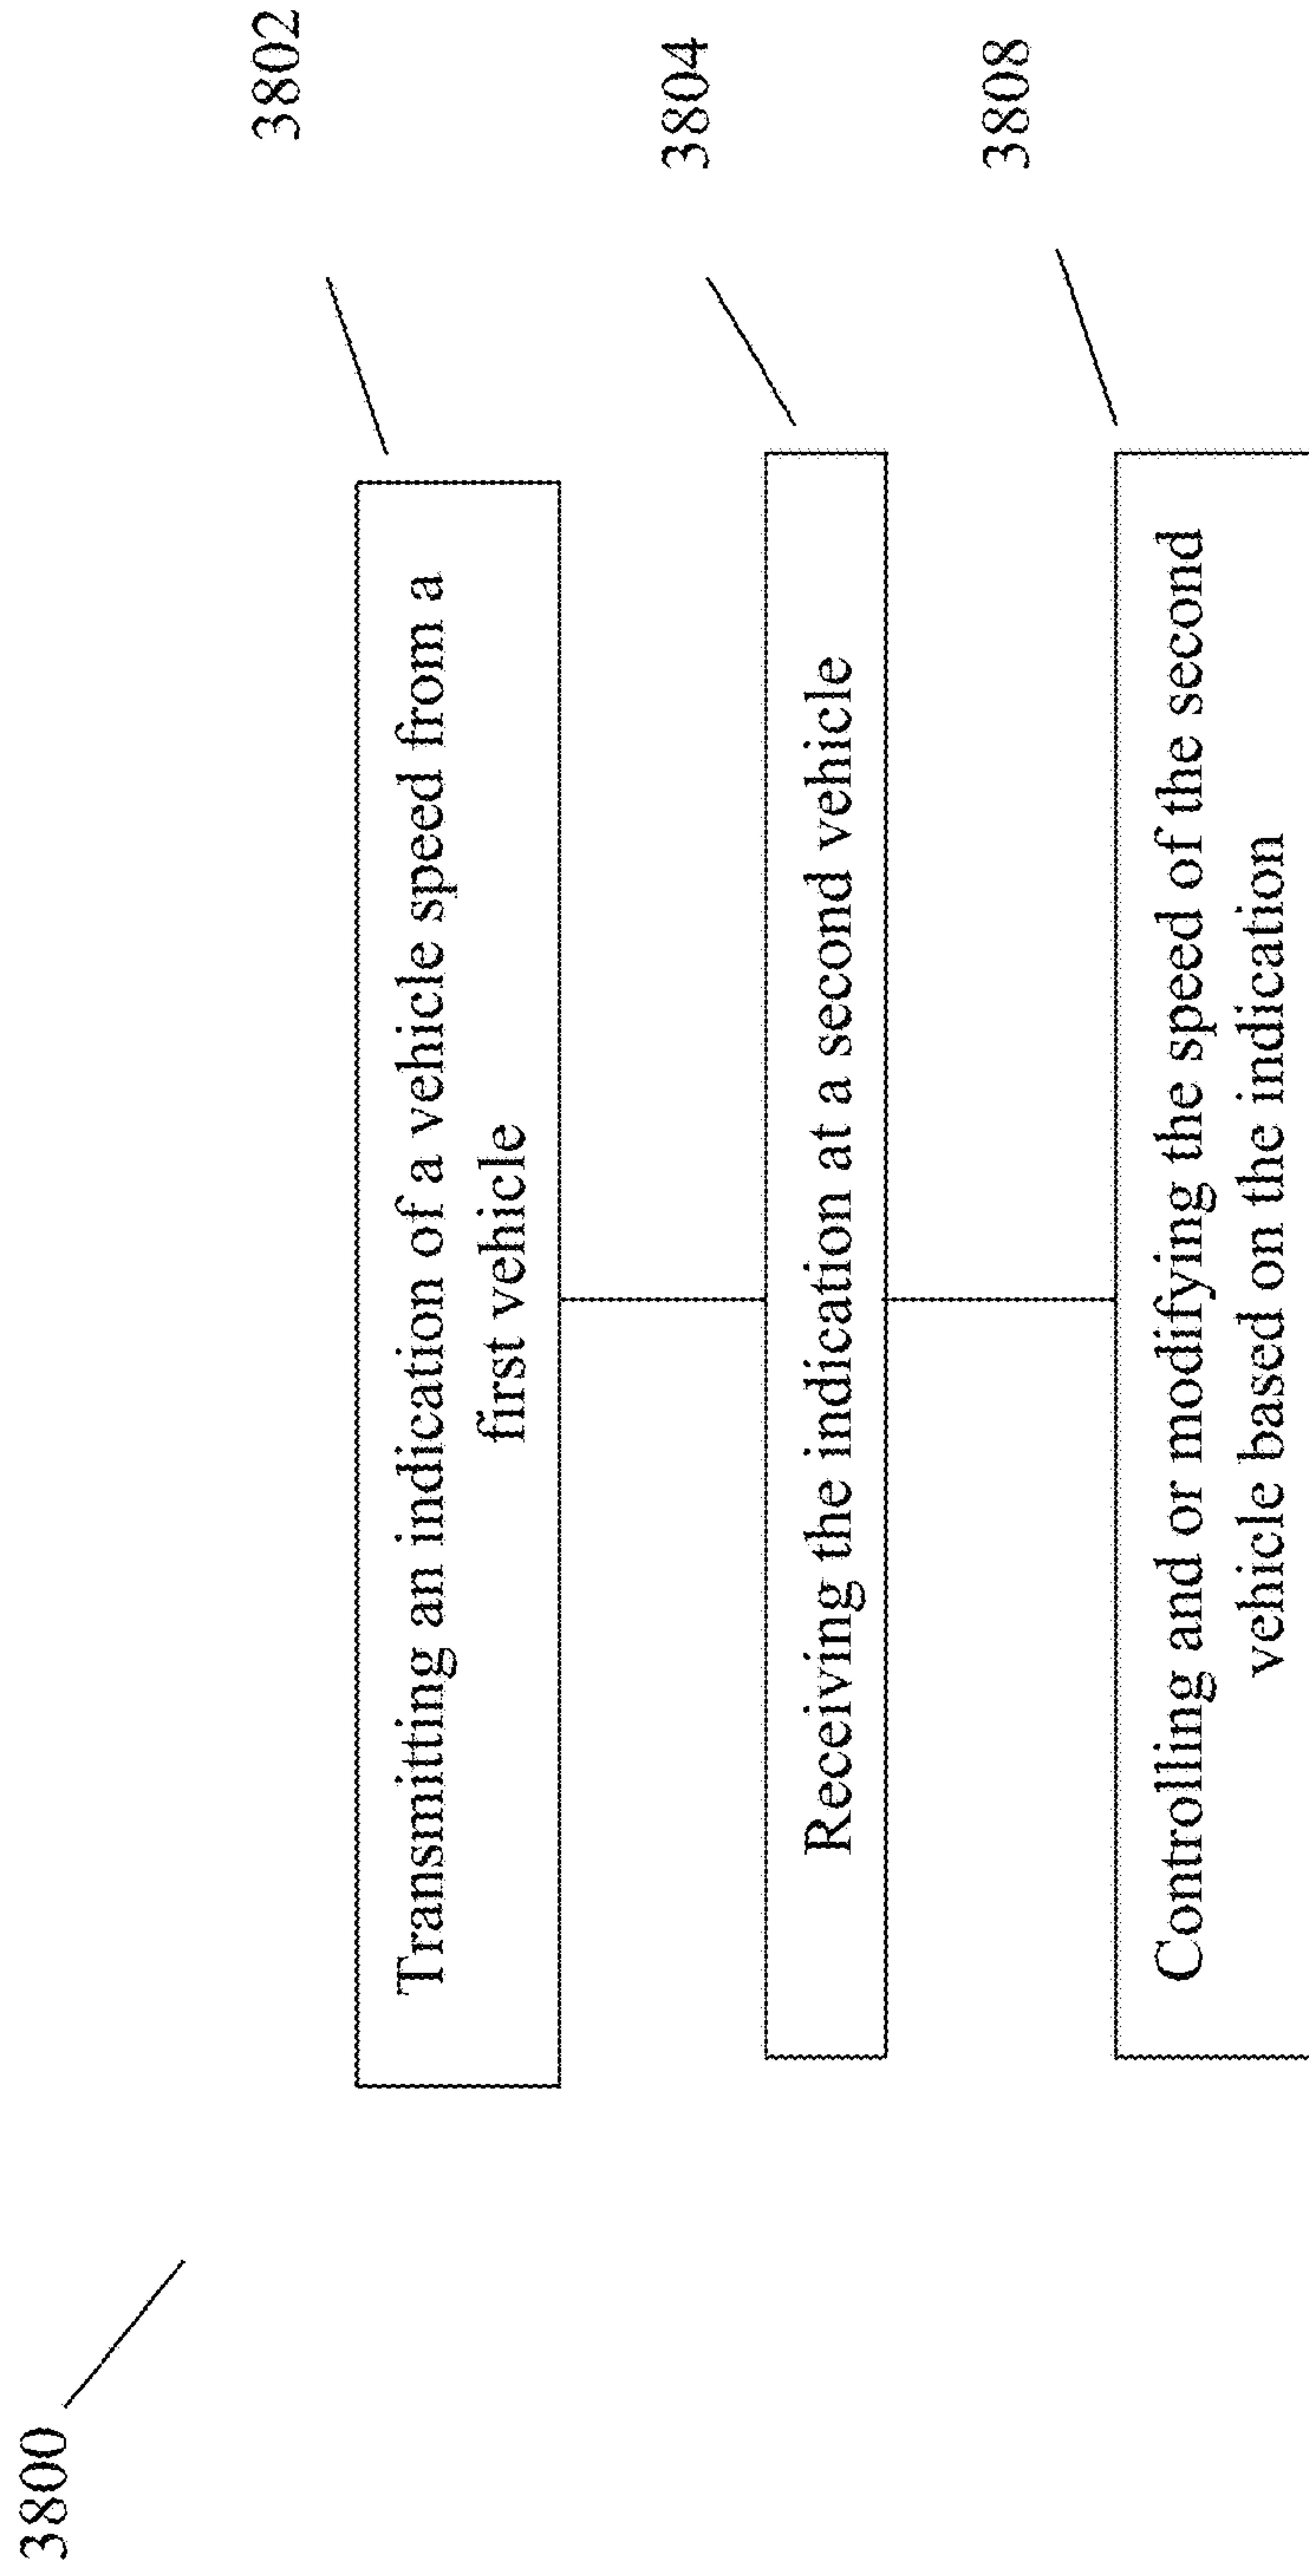 3800
3802
Transmitting an indication of a vehicle speed from a
first vehicle
3804
Receiving the indication at a second vehicle
3808
Controlling and or modifying the speed of the second
vehicle based on the indication